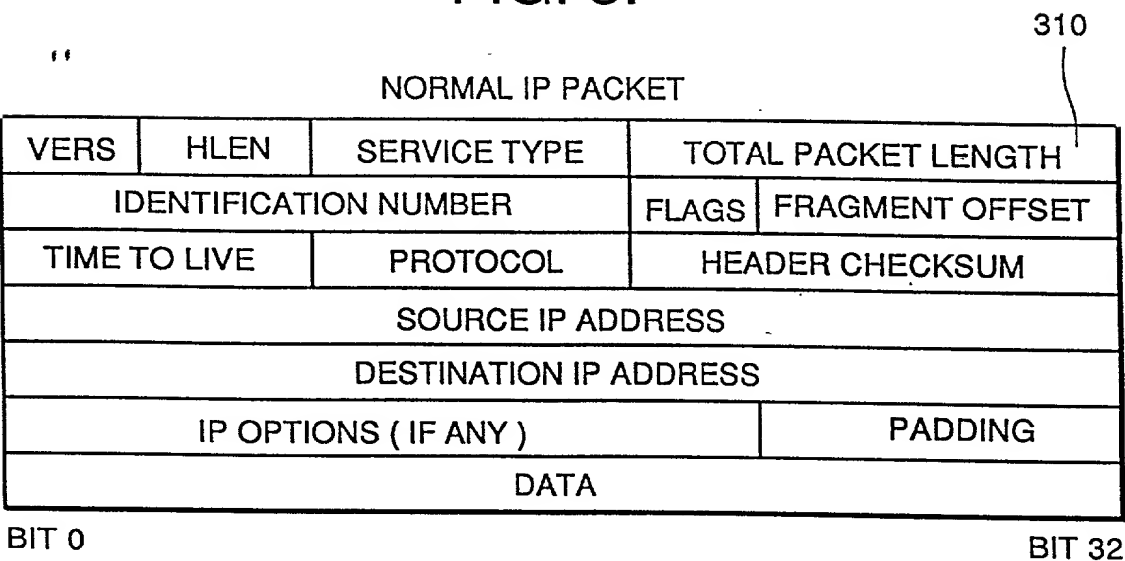 310
NORMAL IP PACKET
VERS HLEN SERVICE TYPE TOTAL PACKET LENGTH
IDENTIFICATION NUMBER FLAGS FRAGMENT OFFSET
TIME TO LIVE PROTOCOL HEADER CHECKSUM
SOURCE IP ADDRESS
DESTINATION IP ADDRESS
IP OPTIONS ( IF ANY ) PADDING
DATA
BIT 0 BIT 32